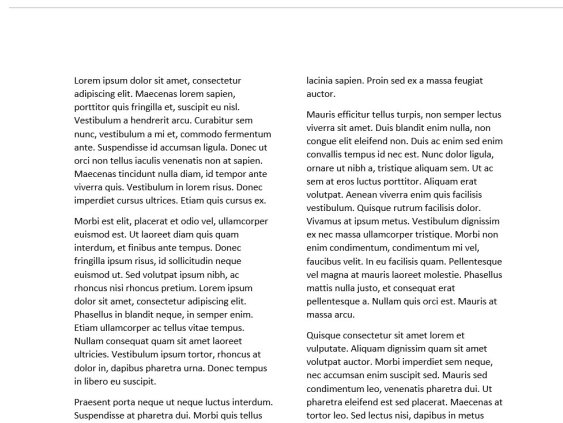 Lorem ipsum dolor sit amet, consectetur
adipiscing elit. Maecenas lorem sapien,
porttitor quis fringilla et, suscipit eu nisl.
Vestibulum a hendrerit arcu. Curabitur sem
nunc, vestibulum a mi et, commodo fermentum
ante. Suspendisse id accumsan ligula. Donec ut
orci non tellus iaculis venenatis non at sapien.
Maecenas tincidunt nulla diam, id tempor ante
viverra quis. Vestibulum in lorem risus. Donec
imperdiet cursus ultrices. Etiam quis cursus ex.
Morbi est elit, placerat et odio vel, ullamcorper
euismod est. Ut laoreet diam quis quam
interdum, et finibus ante tempus. Donec
fringilla ipsum risus, id sollicitudin neque
euismod ut. Sed volutpat ipsum nibh, ac
rhoncus nisi rhoncus pretium. Lorem ipsum
dolor sit amet, consectetur adipiscing elit.
Phasellus in blandit neque, in semper enim.
Etiam ullamcorper ac tellus vitae tempus.
Nullam consequat quam sit amet laoreet
ultricies. Vestibulum ipsum tortor, rhoncus at
dolor in, dapibus pharetra urna. Donec tempus
in libero eu suscipit.
Praesent porta neque ut neque luctus interdum.
Suspendisse at pharetra dui. Morbi quis tellus
lacinia sapien. Proin sed ex a massa feugiat
auctor.
Mauris efficitur tellus turpis, non semper lectus
viverra sit amet. Duis blandit enim nulla, non
congue elit eleifend non. Duis ac enim sed enim
convallis tempus id nec est. Nunc dolor ligula,
ornare ut nibh a, tristique aliquam sem. Ut ac
sem at eros luctus porttitor. Aliquam erat
volutpat. Aenean viverra enim quis facilisis
vestibulum. Quisque rutrum facilisis dolor.
Vivamus at ipsum metus. Vestibulum dignissim
ex nec massa ullamcorper tristique. Morbi non
enim condimentum, condimentum mi vel,
faucibus velit. In eu facilisis quam. Pellentesque
vel magna at mauris laoreet molestie. Phasellus
mattis nulla justo, et consequat erat
pellentesque a. Nullam quis orci est. Mauris at
massa arcu.
Quisque consectetur sit amet lorem et
vulputate. Aliquam dignissim quam sit amet
volutpat auctor. Morbi imperdiet sem neque,
nec accumsan enim suscipit sed. Mauris sed
condimentum leo, venenatis pharetra dui. Ut
pharetra eleifend est sed placerat. Maecenas at
tortor leo. Sed lectus nisi, dapibus in metus